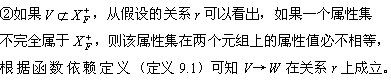 ②如果 V⊄X⁺F，从假设的关系 r 可以看出，如果一个属性集
不完全属于 X⁺F，则该属性集在两个元组上的属性值必不相等，
根据函数依赖定义（定义 9.1）可知 V→W 在关系 r 上成立。